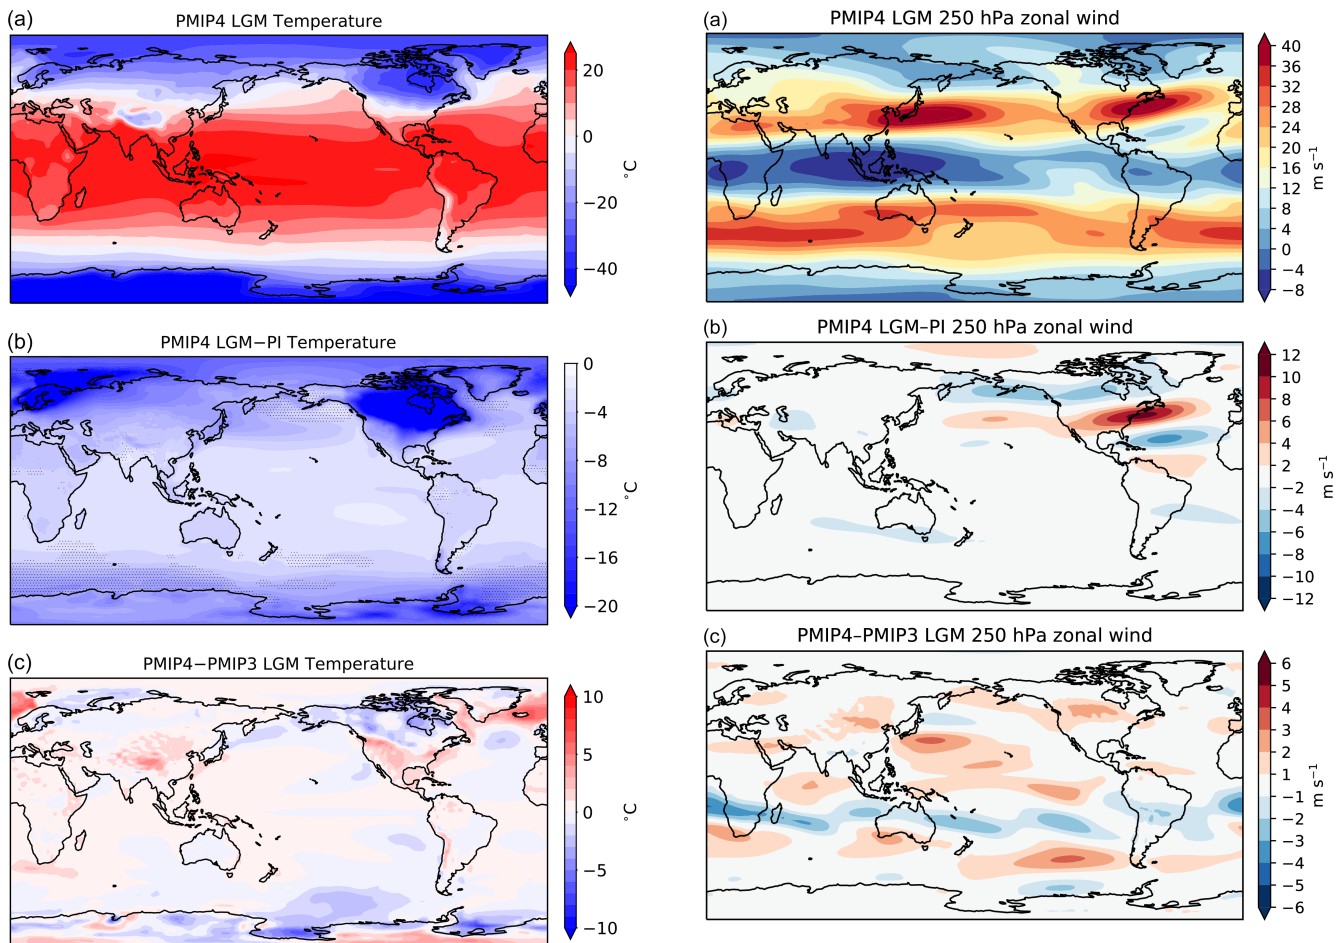 (a)
PMIP4 LGM Temperature
20
0
−20
−40
°C
(b)
PMIP4 LGM−PI Temperature
0
−4
−8
−12
−16
−20
°C
(c)
PMIP4−PMIP3 LGM Temperature
10
5
0
−5
−10
°C
(a)
PMIP4 LGM 250 hPa zonal wind
40
36
32
28
24
20
16
12
8
4
0
−4
−8
m s⁻¹
(b)
PMIP4 LGM–PI 250 hPa zonal wind
12
10
8
6
4
2
−2
−4
−6
−8
−10
−12
m s⁻¹
(c)
PMIP4–PMIP3 LGM 250 hPa zonal wind
6
5
4
3
2
1
−1
−2
−3
−4
−5
−6
m s⁻¹